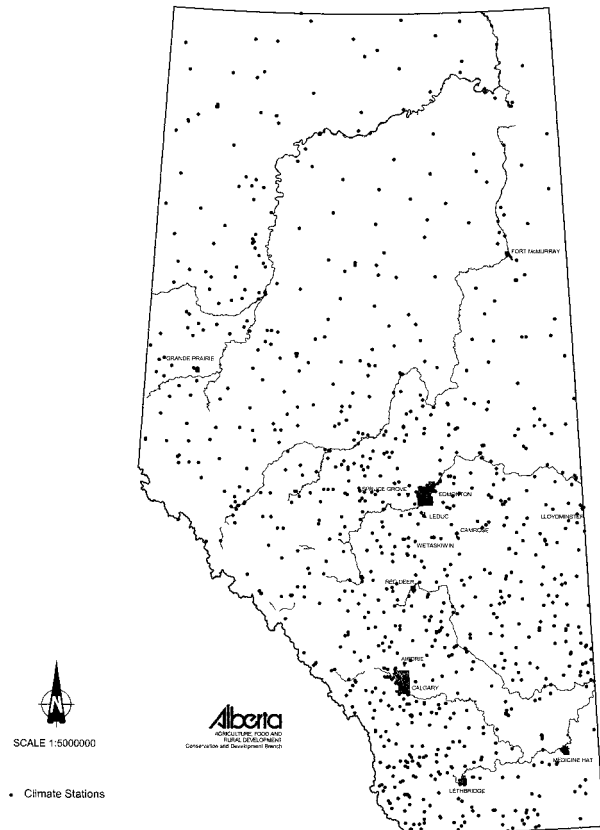 FORT McMURRAY
GRANDE PRAIRIE
SPRUCE GROVE
EDMONTON
LEDUC
CAMROSE
LLOYDMINSTER
WETASKIWIN
RED DEER
AIRDRIE
CALGARY
MEDICINE HAT
LETHBRIDGE
N
SCALE 1:5000000
Alberta
AGRICULTURE, FOOD AND
RURAL DEVELOPMENT
Conservation and Development Branch
• Climate Stations